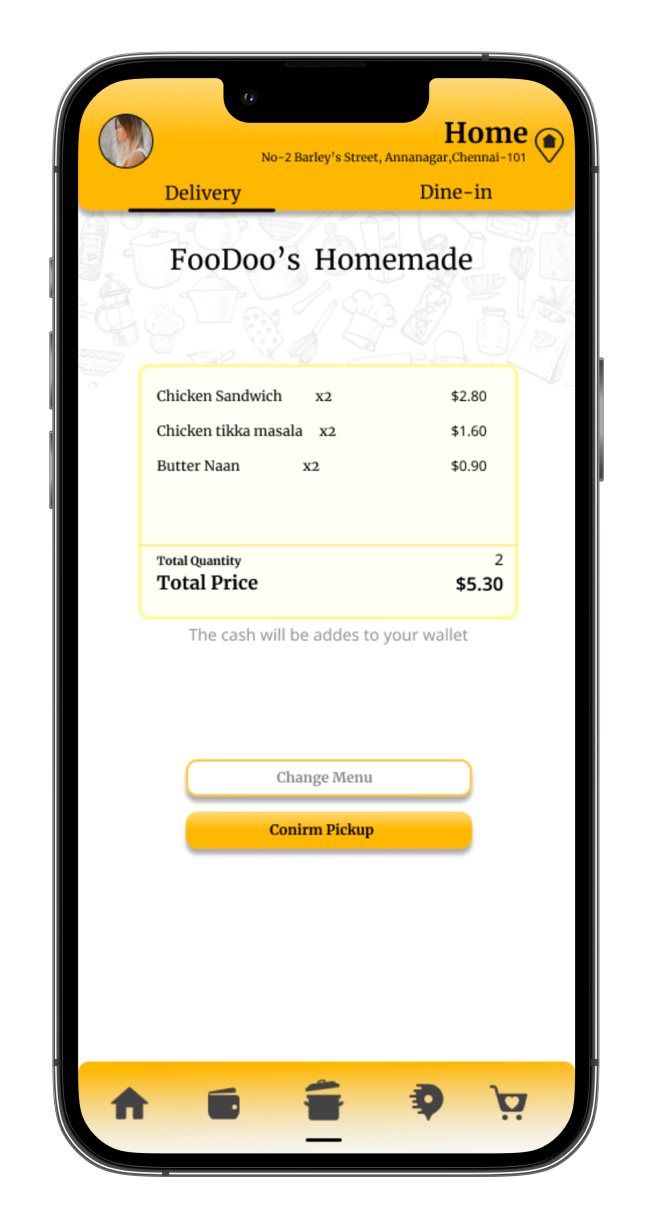 Home
No-2 Barley's Street, Annanagar,Chennai-101
Delivery Dine-in
FooDoo's Homemade
Chicken Sandwich x2 $2.80
Chicken tikka masala x2 $1.60
Butter Naan x2 $0.90
Total Quantity 2
Total Price $5.30
The cash will be addes to your wallet
Change Menu
Conirm Pickup